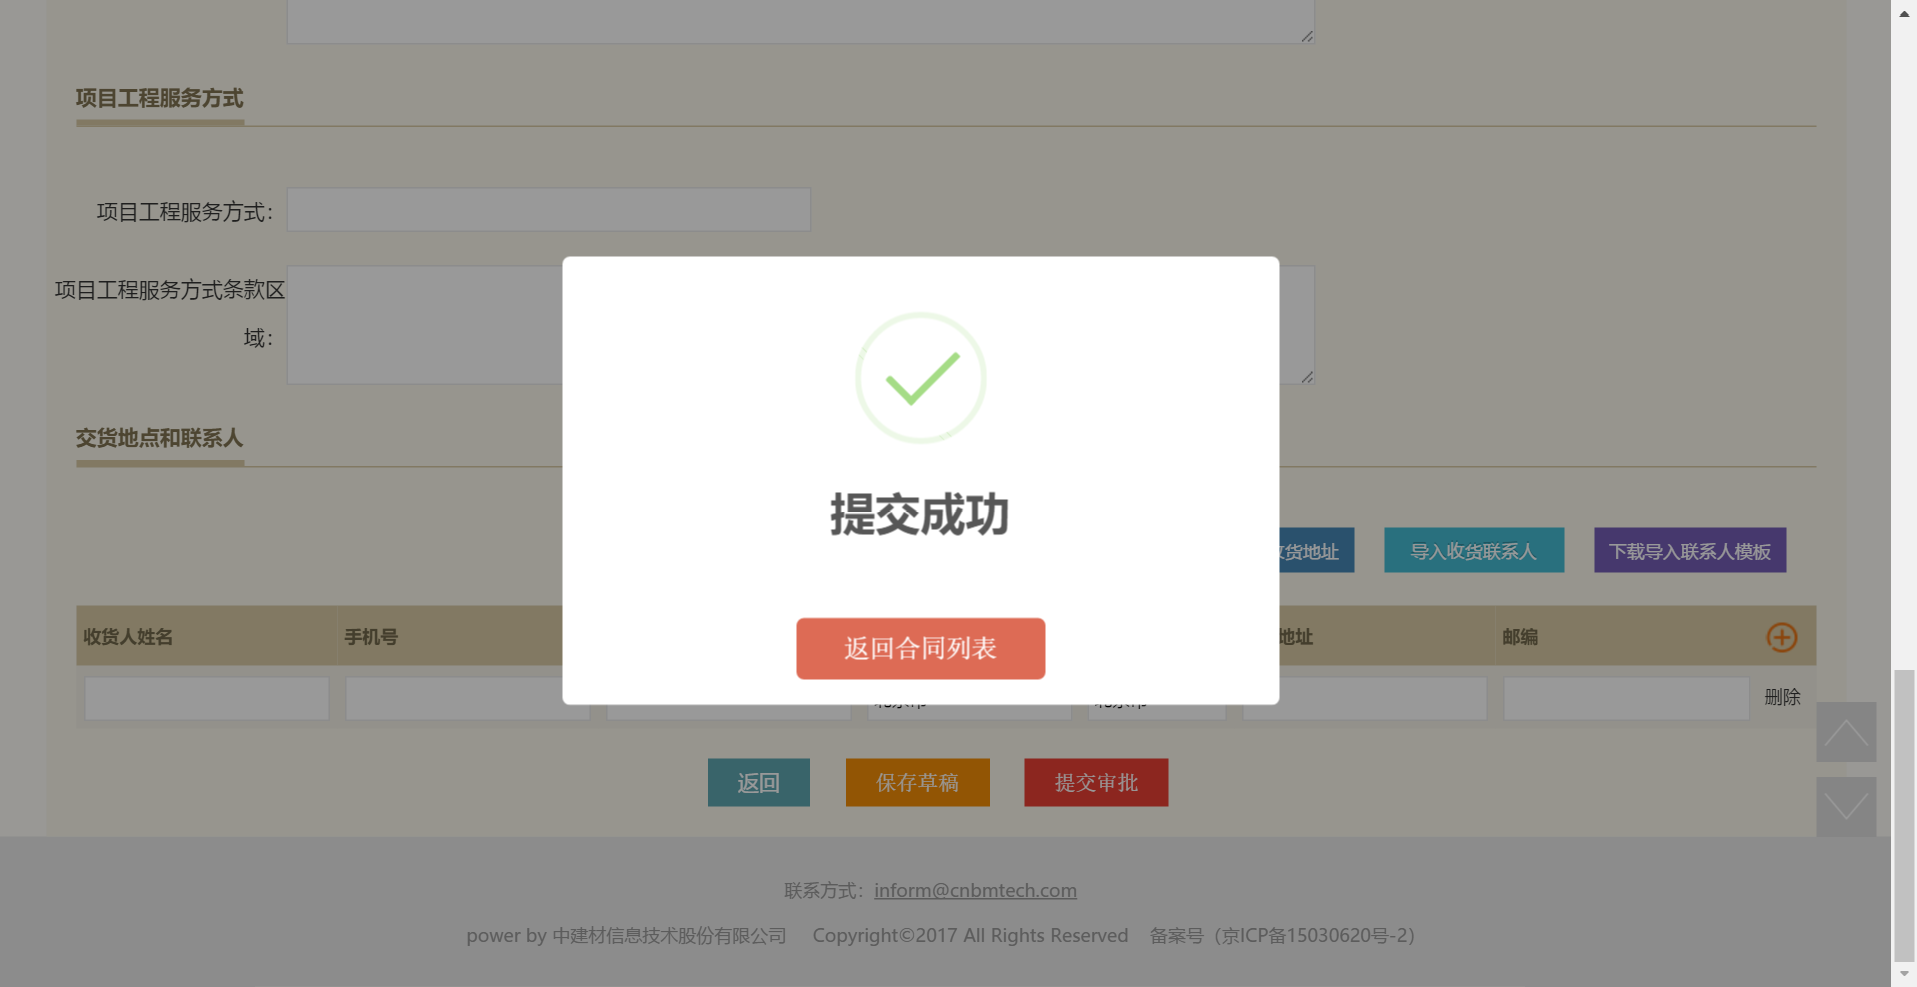 项目工程服务方式
项目工程服务方式：
项目工程服务方式条款区
域：
交货地点和联系人
提交成功
货地址 导入收货联系人 下载导入联系人模板
返回合同列表
收货人姓名 手机号 地址 邮编
删除
返回 保存草稿 提交审批
联系方式：inform@cnbmtech.com
power by 中建材信息技术股份有限公司 Copyright©2017 All Rights Reserved 备案号（京ICP备15030620号-2）